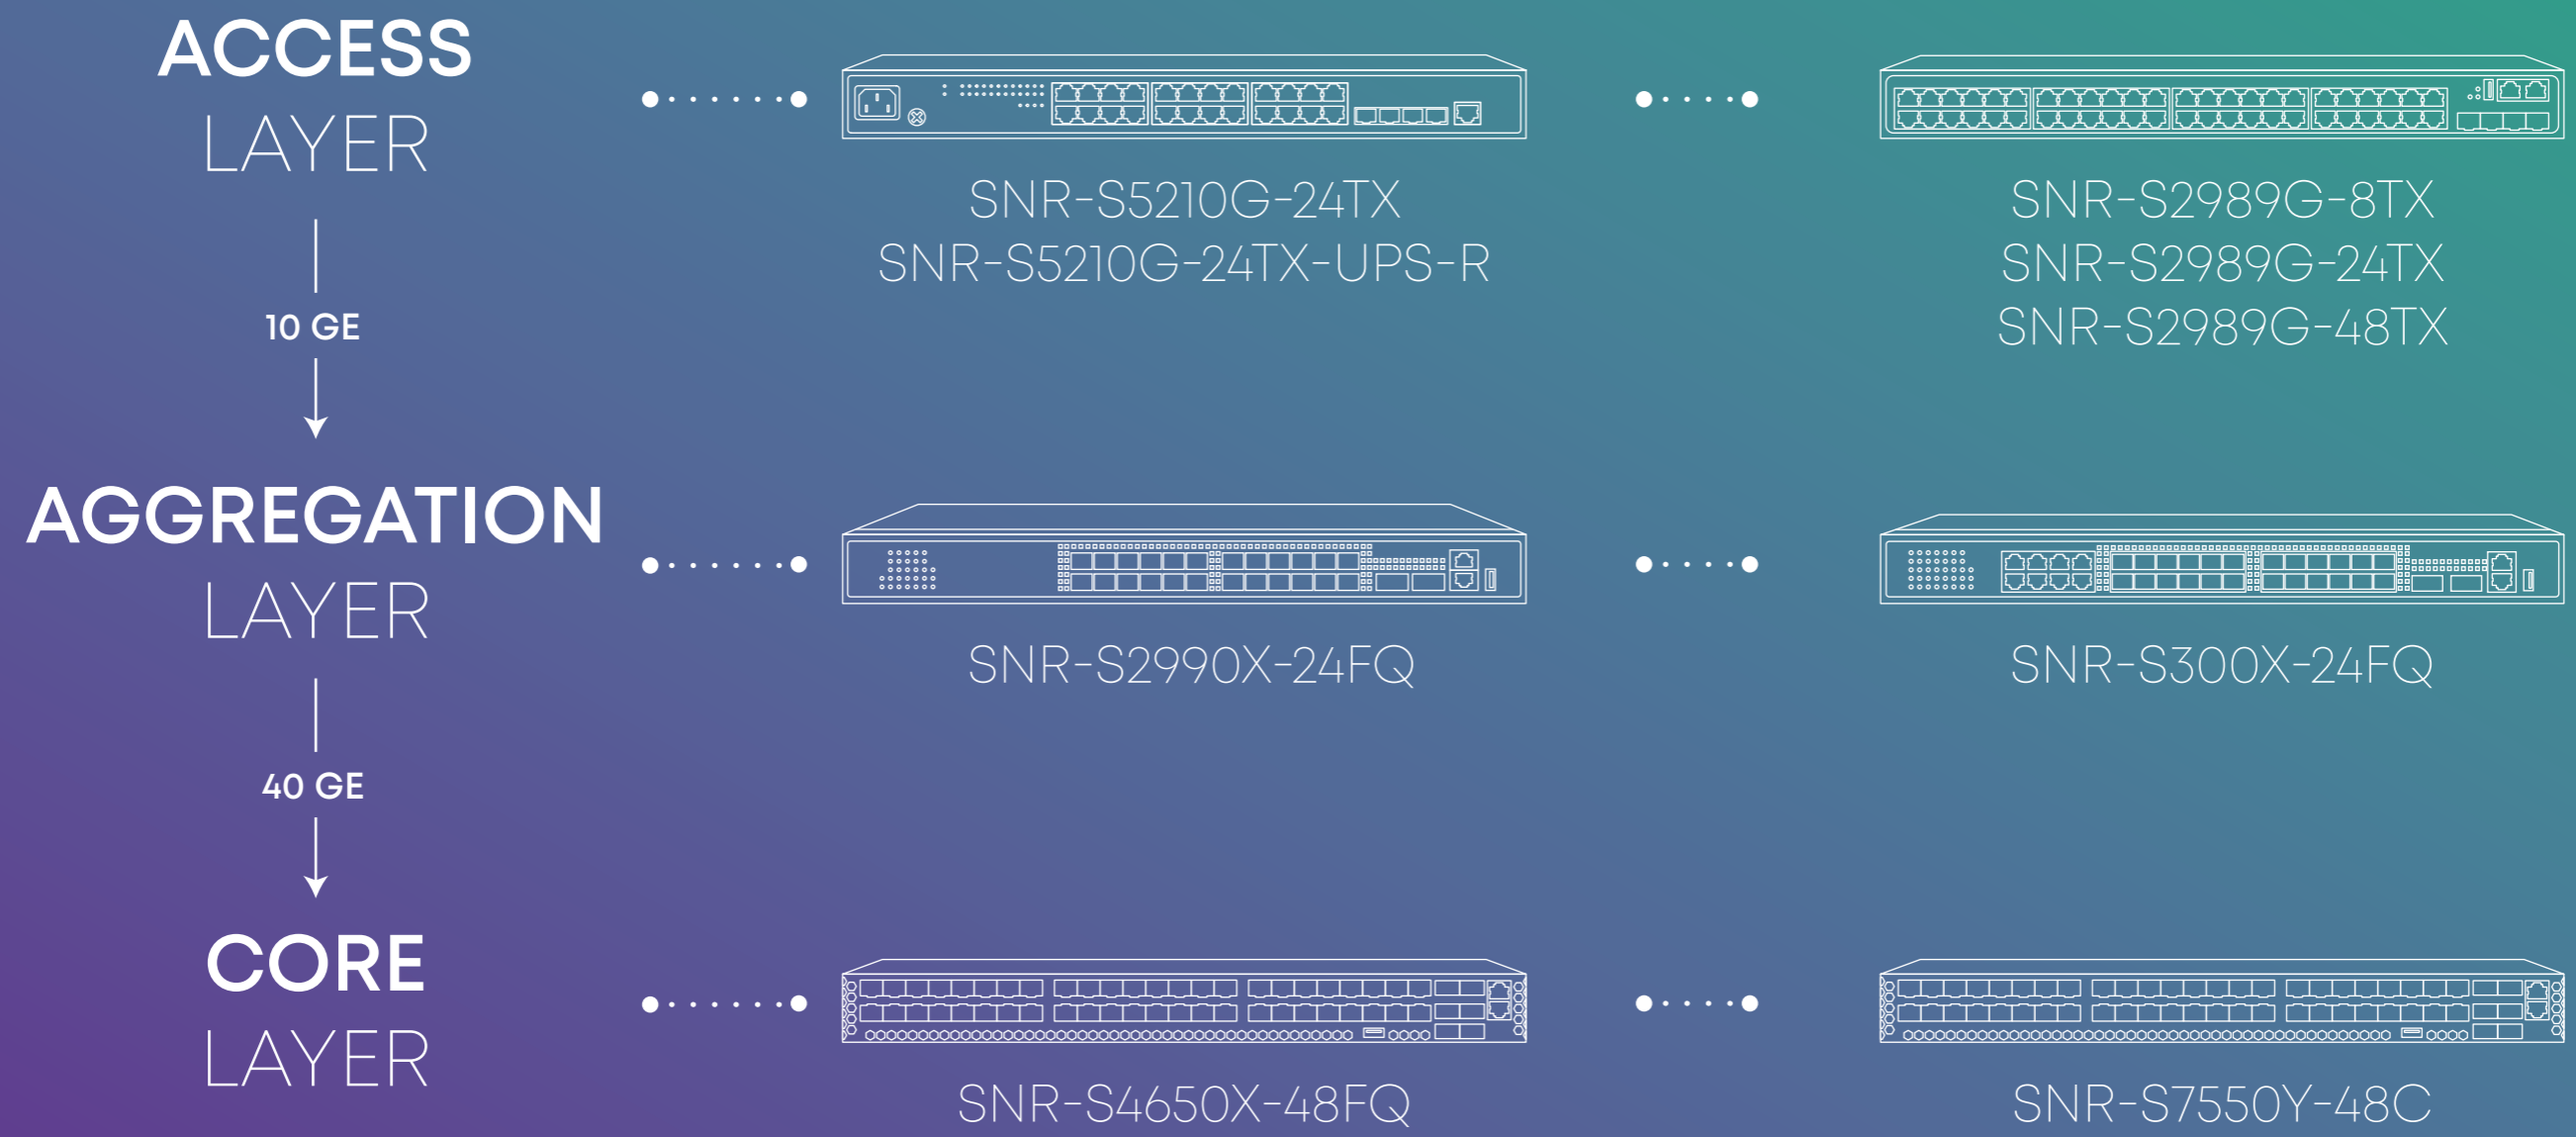 ACCESS
LAYER
SNR-S5210G-24TX
SNR-S5210G-24TX-UPS-R
SNR-S2989G-8TX
SNR-S2989G-24TX
SNR-S2989G-48TX
10 GE
AGGREGATION
LAYER
SNR-S2990X-24FQ
SNR-S300X-24FQ
40 GE
CORE
LAYER
SNR-S4650X-48FQ
SNR-S7550Y-48C